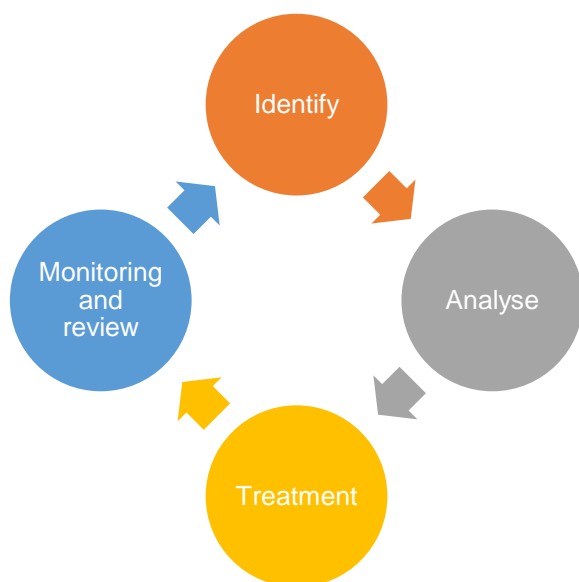 Identify
Analyse
Treatment
Monitoring
and
review